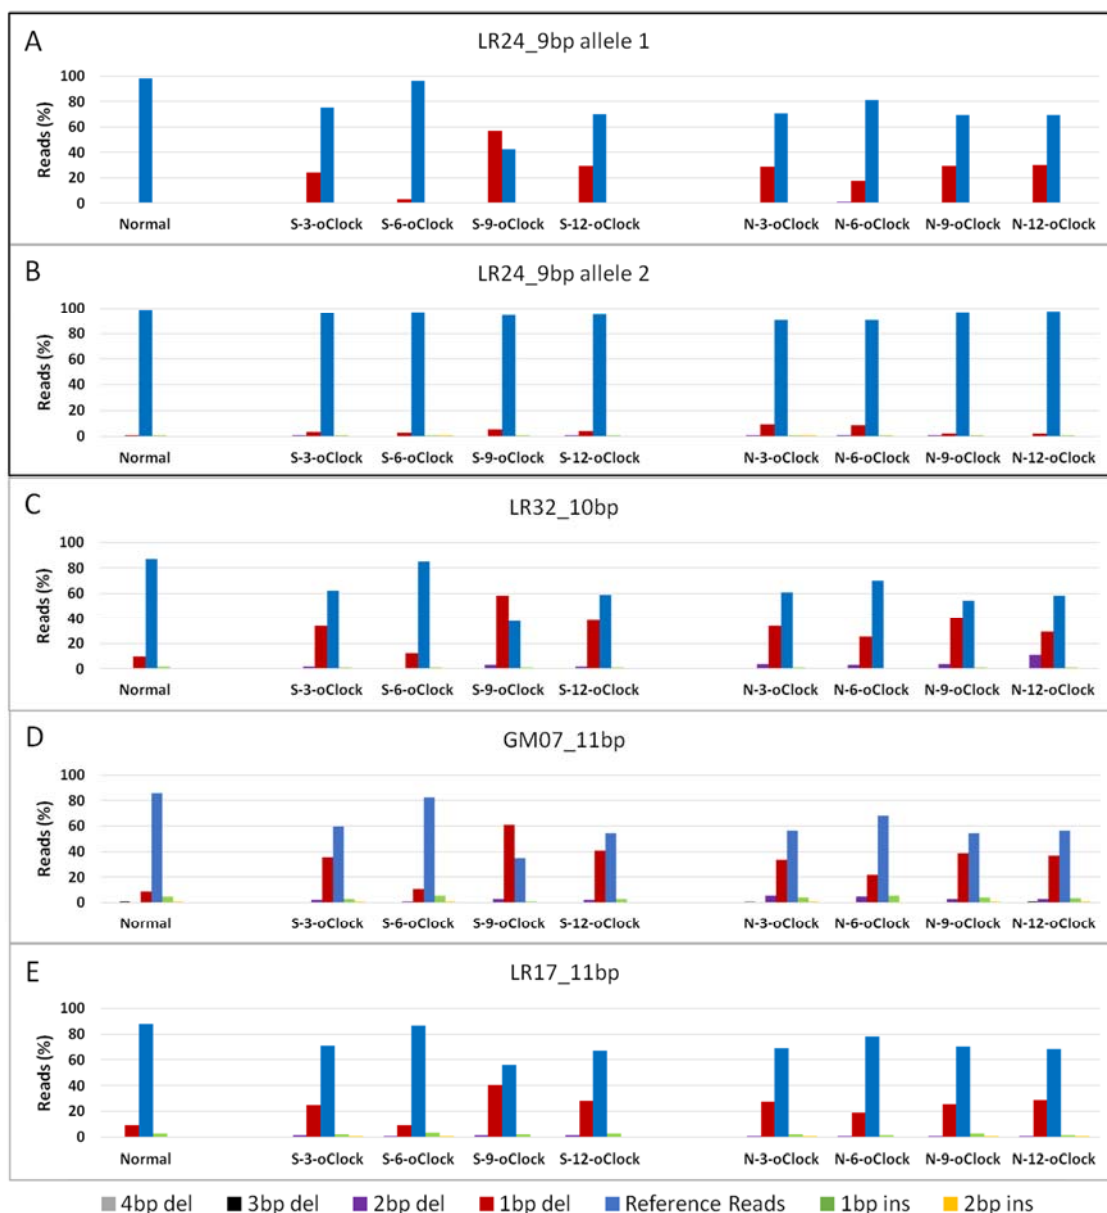 A
LR24_9bp allele 1
Reads (%)
100
80
60
40
20
0
Normal S-3-oClock S-6-oClock S-9-oClock S-12-oClock N-3-oClock N-6-oClock N-9-oClock N-12-oClock
B
LR24_9bp allele 2
Reads (%)
100
80
60
40
20
0
Normal S-3-oClock S-6-oClock S-9-oClock S-12-oClock N-3-oClock N-6-oClock N-9-oClock N-12-oClock
C
LR32_10bp
Reads (%)
100
80
60
40
20
0
Normal S-3-oClock S-6-oClock S-9-oClock S-12-oClock N-3-oClock N-6-oClock N-9-oClock N-12-oClock
D
GM07_11bp
Reads (%)
100
80
60
40
20
0
Normal S-3-oClock S-6-oClock S-9-oClock S-12-oClock N-3-oClock N-6-oClock N-9-oClock N-12-oClock
E
LR17_11bp
Reads (%)
100
80
60
40
20
0
Normal S-3-oClock S-6-oClock S-9-oClock S-12-oClock N-3-oClock N-6-oClock N-9-oClock N-12-oClock
4bp del 3bp del 2bp del 1bp del Reference Reads 1bp ins 2bp ins